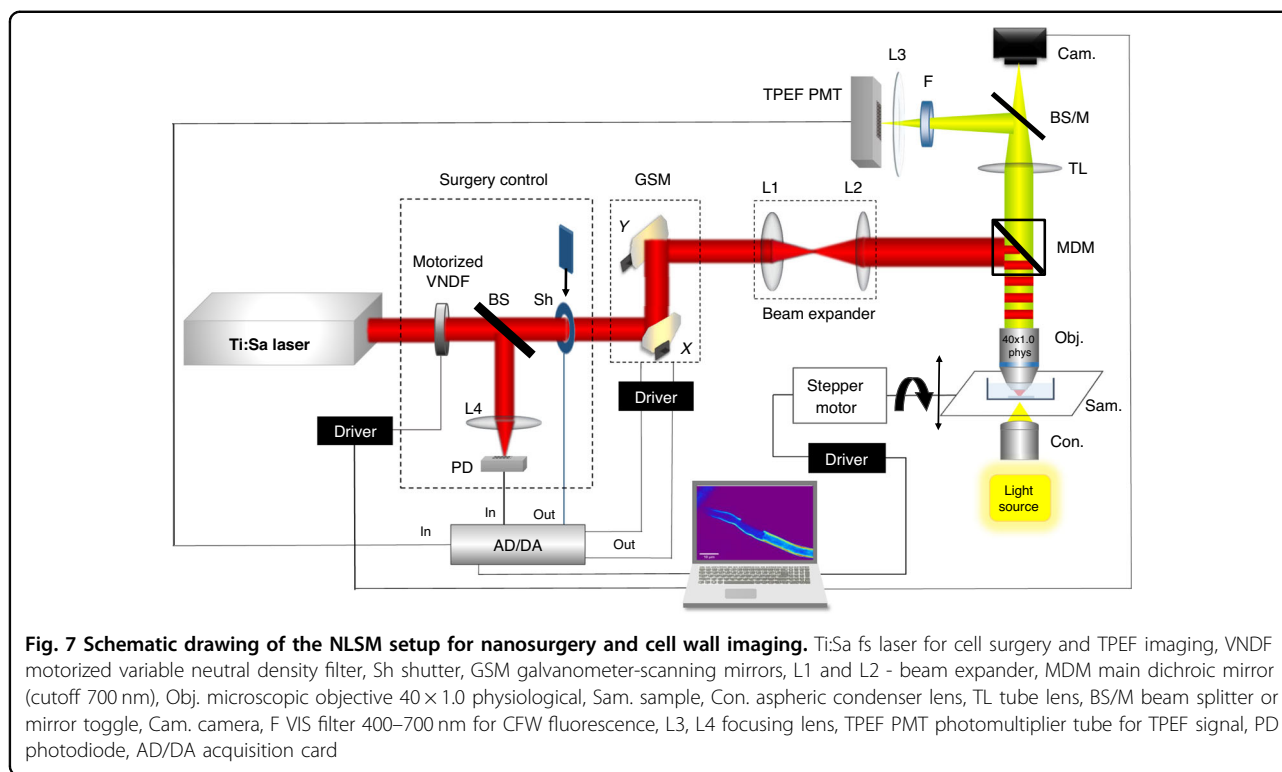 Cam.
L3
F
TPEF PMT
BS/M
TL
Surgery control
GSM
L1
L2
Y
MDM
Motorized
VNDF
BS
Sh
Ti:Sa laser
X
Beam expander
40x1.0
phys
Obj.
Stepper
motor
Driver
Sam.
L4
Driver
Con.
PD
Driver
Light
source
In
Out
In
AD/DA
Out
10 µm
Fig. 7 Schematic drawing of the NLSM setup for nanosurgery and cell wall imaging. Ti:Sa fs laser for cell surgery and TPEF imaging, VNDF
motorized variable neutral density filter, Sh shutter, GSM galvanometer-scanning mirrors, L1 and L2 - beam expander, MDM main dichroic mirror
(cutoff 700 nm), Obj. microscopic objective 40 × 1.0 physiological, Sam. sample, Con. aspheric condenser lens, TL tube lens, BS/M beam splitter or
mirror toggle, Cam. camera, F VIS filter 400–700 nm for CFW fluorescence, L3, L4 focusing lens, TPEF PMT photomultiplier tube for TPEF signal, PD
photodiode, AD/DA acquisition card